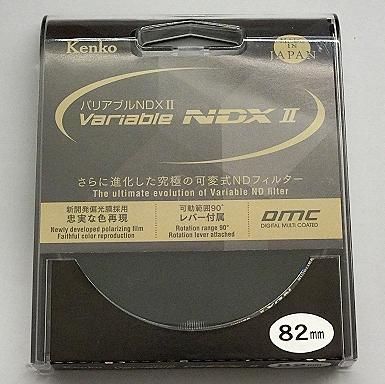 Kenko
MADE IN JAPAN
バリアブルNDX II
Variable NDX II
さらに進化した究極の可変式NDフィルター
The ultimate evolution of Variable ND filter
新開発偏光膜採用
忠実な色再現
Newly developed polarizing film
Faithful color reproduction
可動範囲90°
レバー付属
Rotation range 90°
Rotation lever attached
DMC
DIGITAL MULTI COATED
82mm